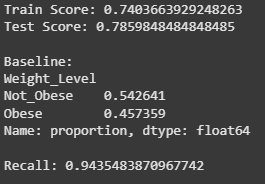 Train Score: 0.7403663929248263
Test Score: 0.7859848484848485
Baseline:
Weight_Level
Not_Obese    0.542641
Obese        0.457359
Name: proportion, dtype: float64
Recall: 0.9435483870967742